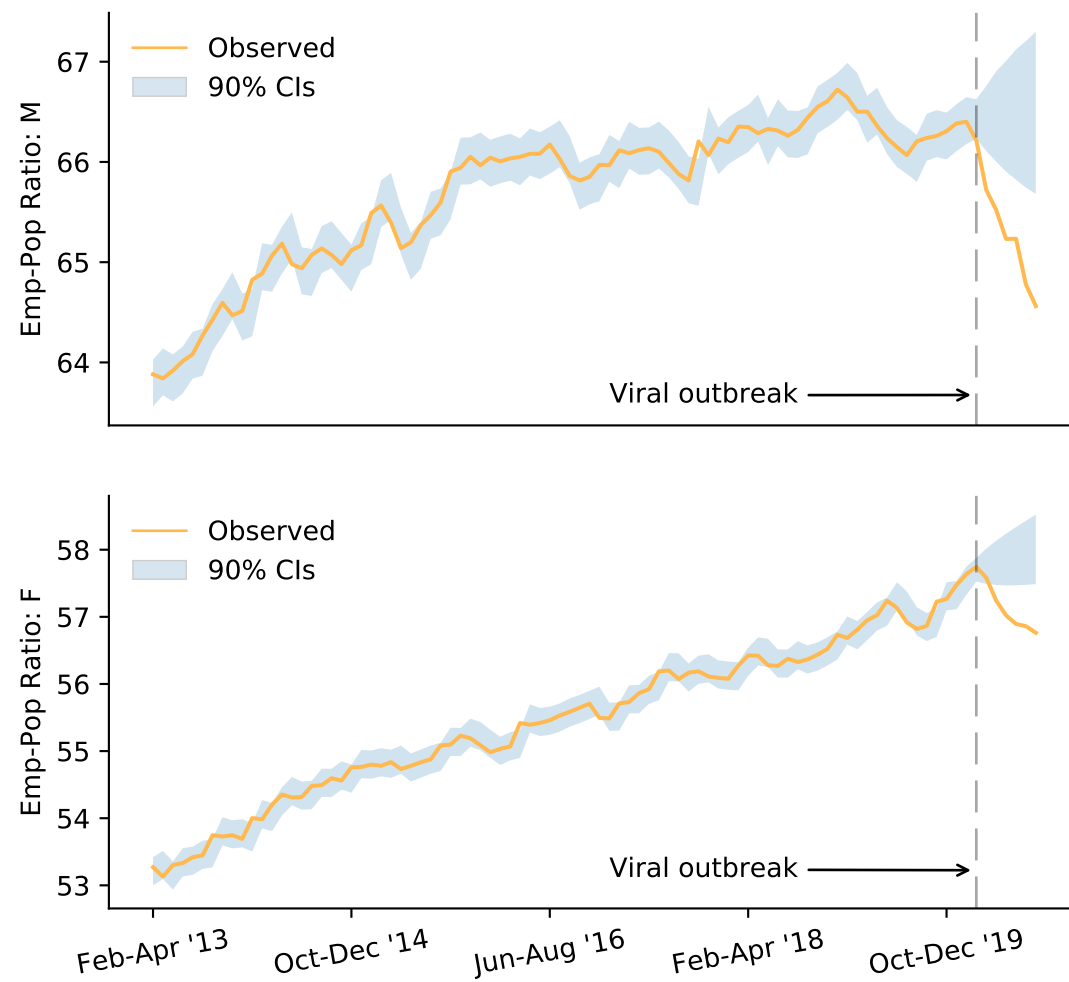 Observed
90% CIs
67
66
65
64
Emp-Pop Ratio: M
Viral outbreak
Observed
90% CIs
58
57
56
55
54
53
Emp-Pop Ratio: F
Viral outbreak
Feb-Apr '13
Oct-Dec '14
Jun-Aug '16
Feb-Apr '18
Oct-Dec '19